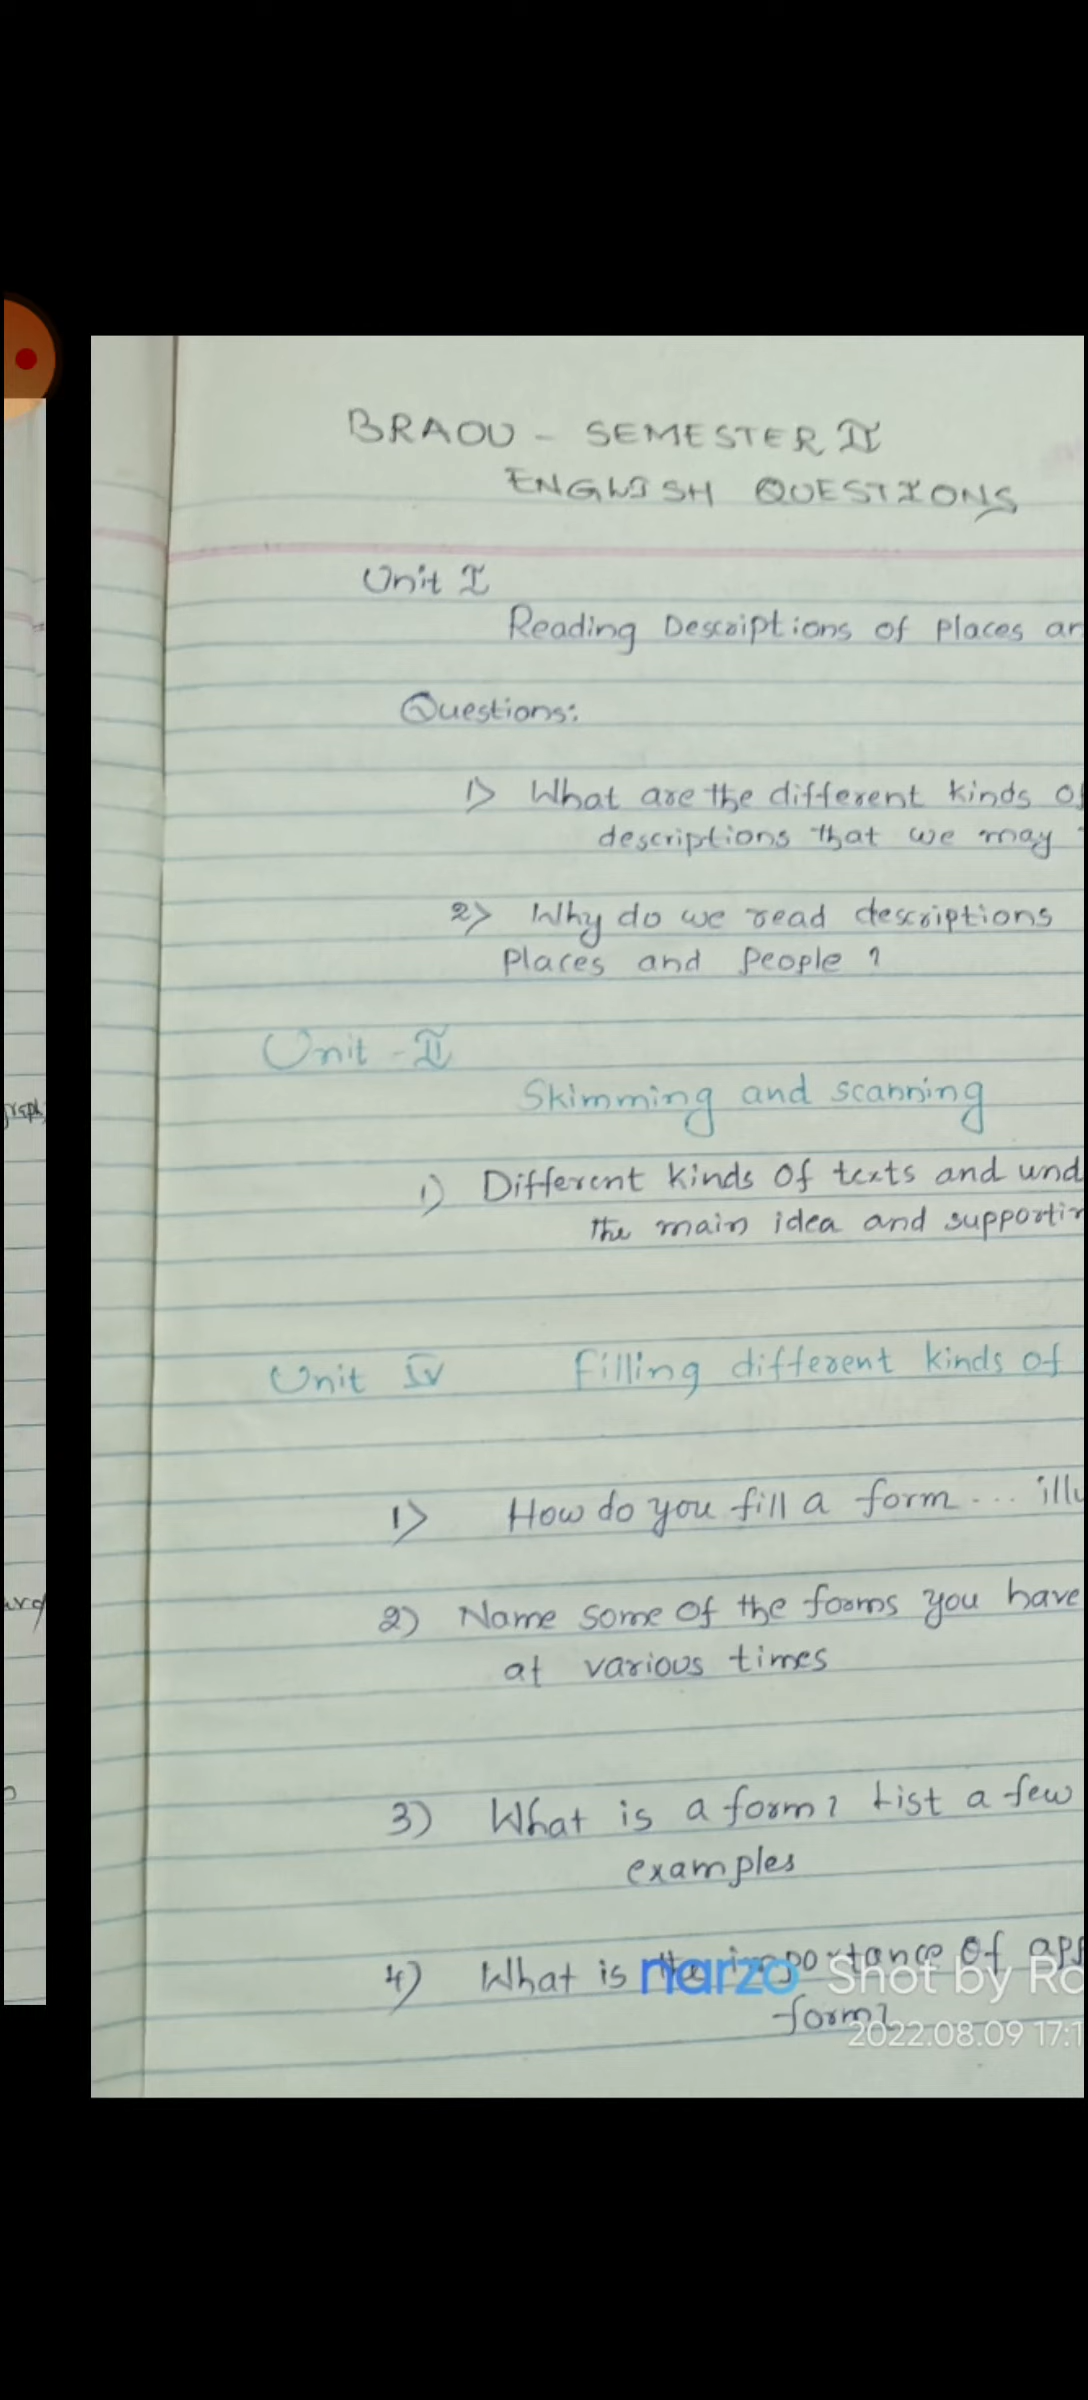 BRAOU - SEMESTER II
ENGLISH QUESTIONS
Unit I
Reading Descriptions of Places
Questions:
1> What are the different kinds
descriptions that we may
2> Why do we read descriptions
Places and People ?
Unit - II
Skimming and scanning
1) Different kinds of texts and
the main idea and
Unit IV Filling different kinds of
1> How do you fill a form ...
2) Name some of the forms you have
at various times
3) What is a form? List a few
examples
4) What is the importance of
form?
narzo Shot by
2022.08.09